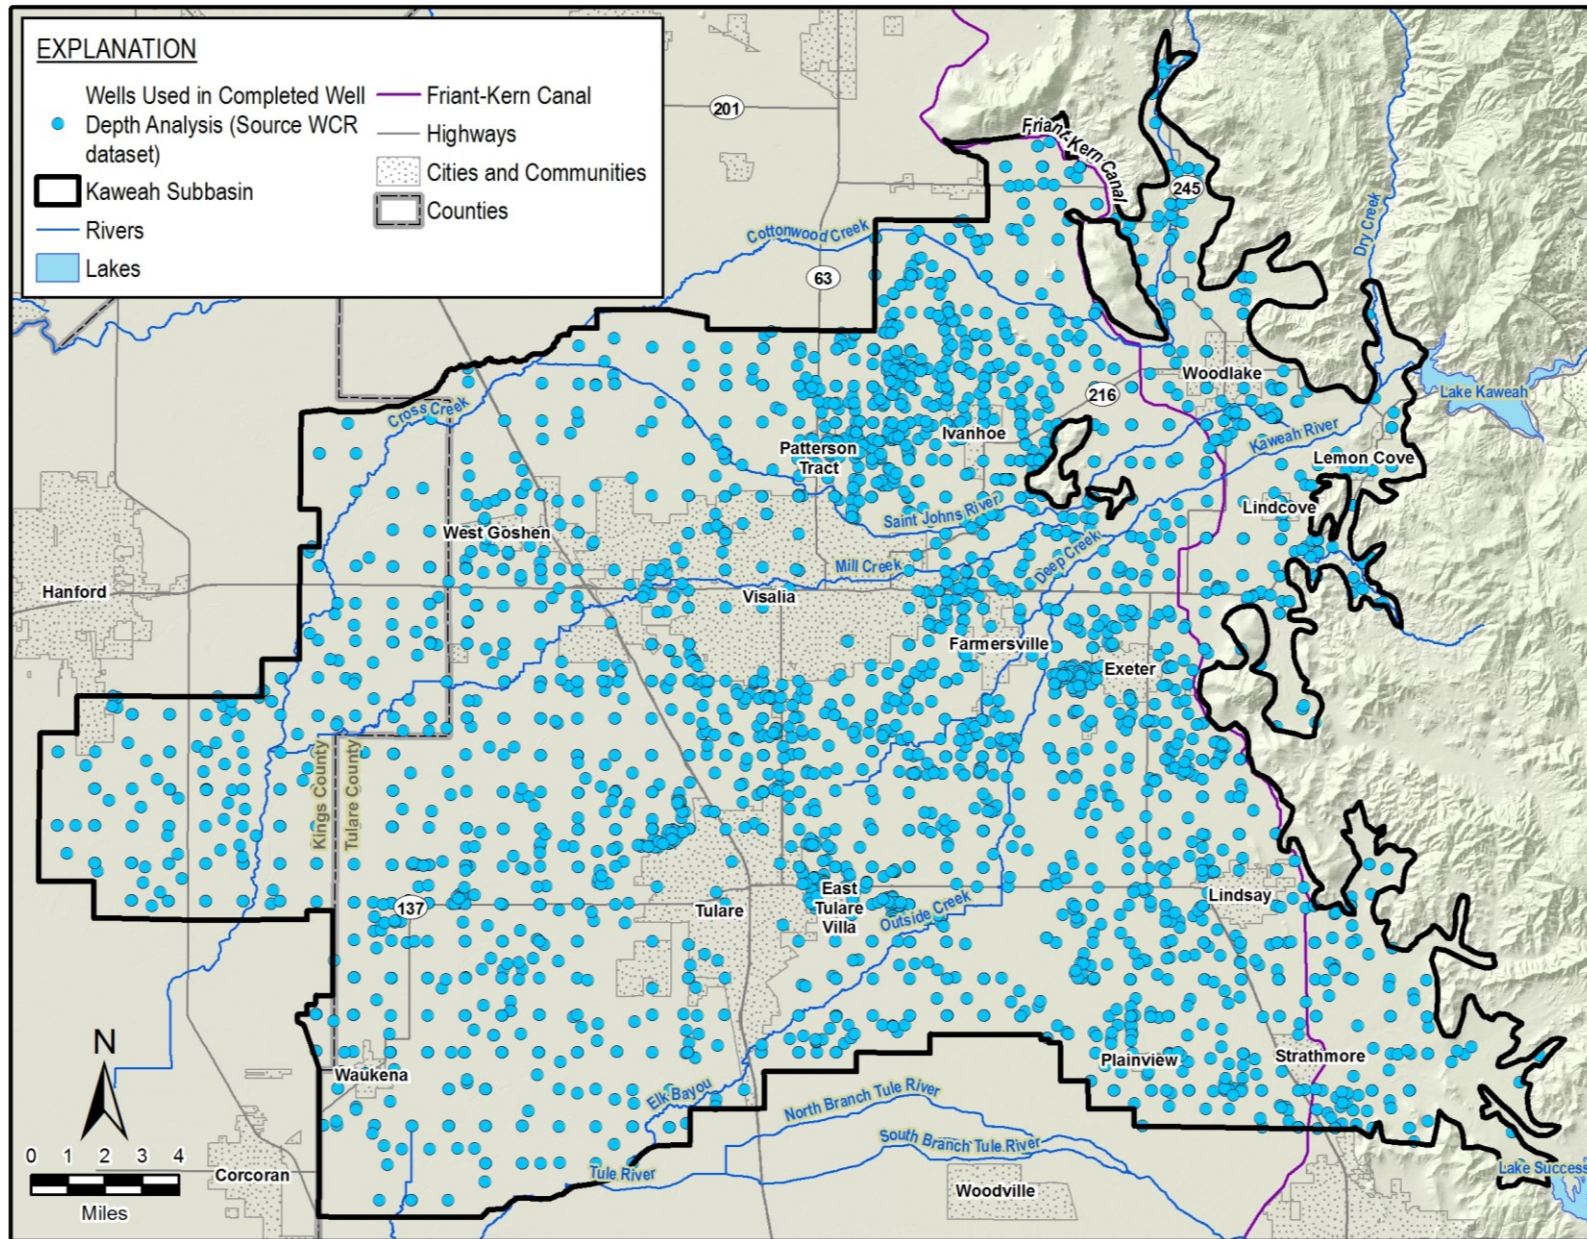 EXPLANATION
Wells Used in Completed Well
Depth Analysis (Source WCR
dataset)
Kaweah Subbasin
Rivers
Lakes
Friant-Kern Canal
Highways
Cities and Communities
Counties
201
Friant-Kern Canal
245
Dry Creek
Cottonwood Creek
63
Woodlake
216
Lake Kaweah
Cross Creek
Ivanhoe
Kaweah River
Patterson
Tract
Lemon Cove
Saint Johns River
Lindcove
West Goshen
Deep Creek
Mill Creek
Hanford
Visalia
Farmersville
Exeter
Kings County
Tulare County
137
Tulare
East
Tulare
Villa
Outside Creek
Lindsay
N
Waukena
Plainview
Strathmore
Elk Bayou
North Branch Tule River
South Branch Tule River
0 1 2 3 4
Miles
Corcoran
Tule River
Woodville
Lake Success